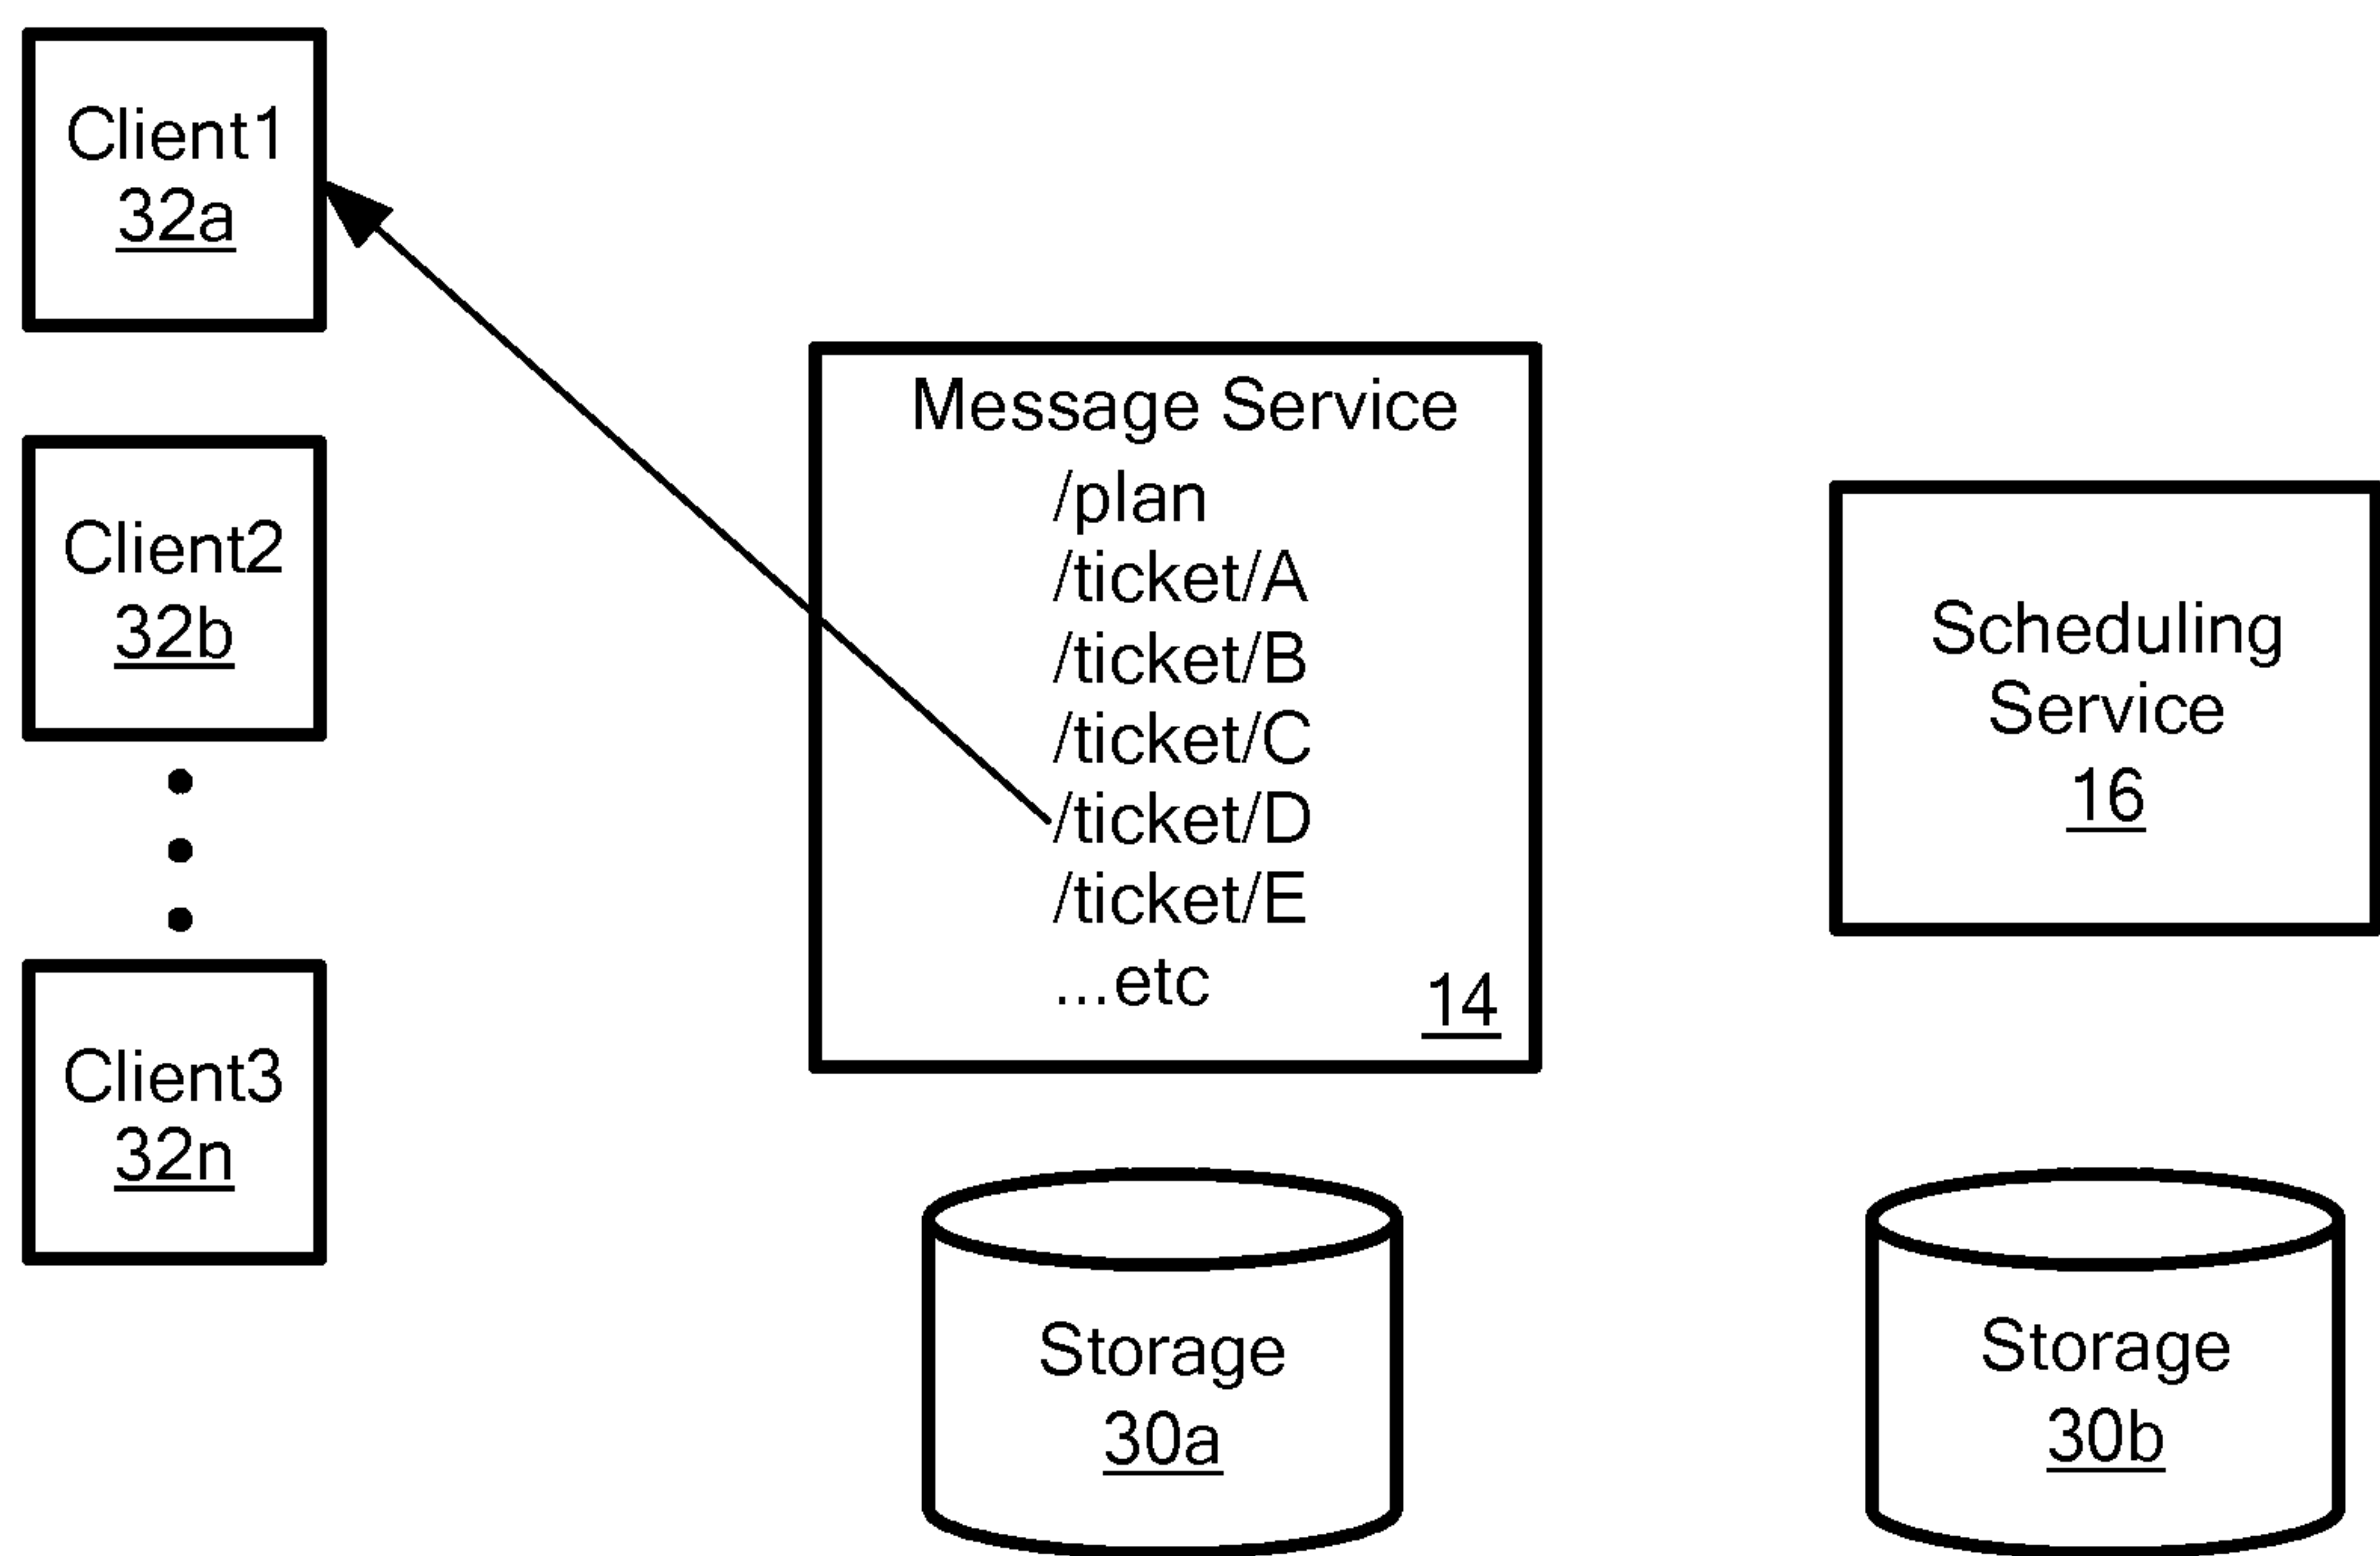 Client1
32a
Client2
32b
Client3
32n
Message Service
/plan
/ticket/A
/ticket/B
/ticket/C
/ticket/D
/ticket/E
...etc
14
Scheduling
Service
16
Storage
30a
Storage
30b